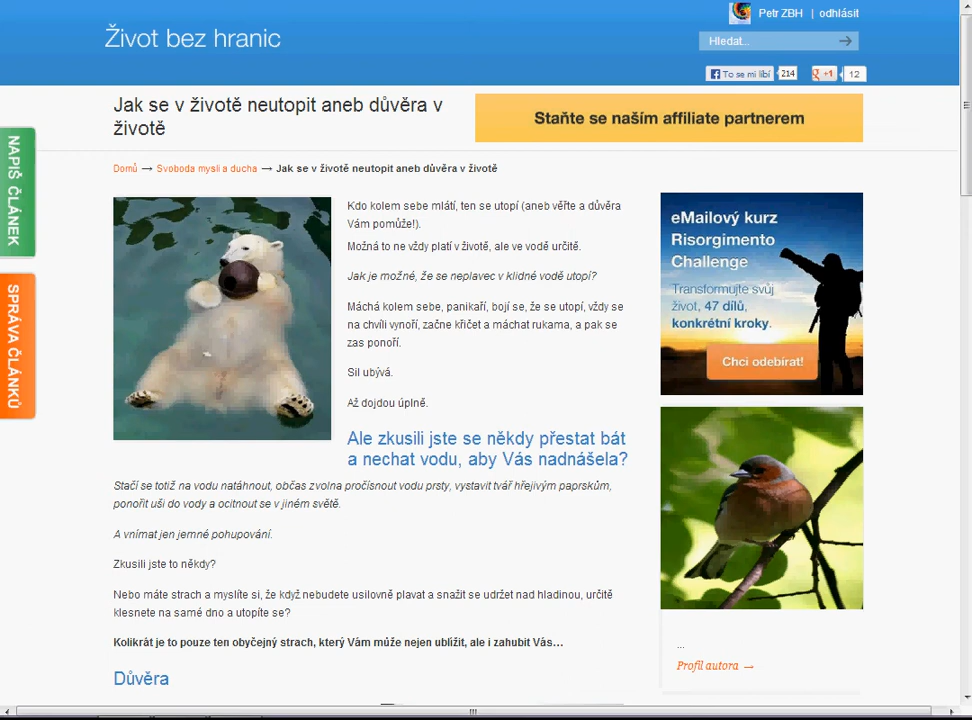 Petr ZBH | odhlásit
Život bez hranic
Hledat...
To se mi líbí 214 +1 12
Jak se v životě neutopit aneb důvěra v
životě
Staňte se naším affiliate partnerem
NAPIŠ ČLÁNEK
SPRÁVA ČLÁNKŮ
Domů → Svoboda mysli a ducha → Jak se v životě neutopit aneb důvěra v životě
Kdo kolem sebe mlátí, ten se utopí (aneb věřte a důvěra
Vám pomůže!).
Možná to ne vždy platí v životě, ale ve vodě určitě.
Jak je možné, že se neplavec v klidné vodě utopí?
Máchá kolem sebe, panikaří, bojí se, že se utopí, vždy se
na chvíli vynoří, začne křičet a máchat rukama, a pak se
zas ponoří.
Sil ubývá.
Až dojdou úplně.
Ale zkusili jste se někdy přestat bát
a nechat vodu, aby Vás nadnášela?
Stačí se totiž na vodu natáhnout, občas zvolna pročísnout vodu prsty, vystavit tvář hřejivým paprskům,
ponořit uši do vody a ocitnout se v jiném světě.
A vnímat jen jemné pohupování.
Zkusili jste to někdy?
Nebo máte strach a myslíte si, že když nebudete usilovně plavat a snažit se udržet nad hladinou, určitě
klesnete na samé dno a utopíte se?
Kolikrát je to pouze ten obyčejný strach, který Vám může nejen ublížit, ale i zahubit Vás...
Důvěra
eMailový kurz
Risorgimento
Challenge
Transformujte svůj
život, 47 dílů,
konkrétní kroky.
Chci odebírat!
...
Profil autora →